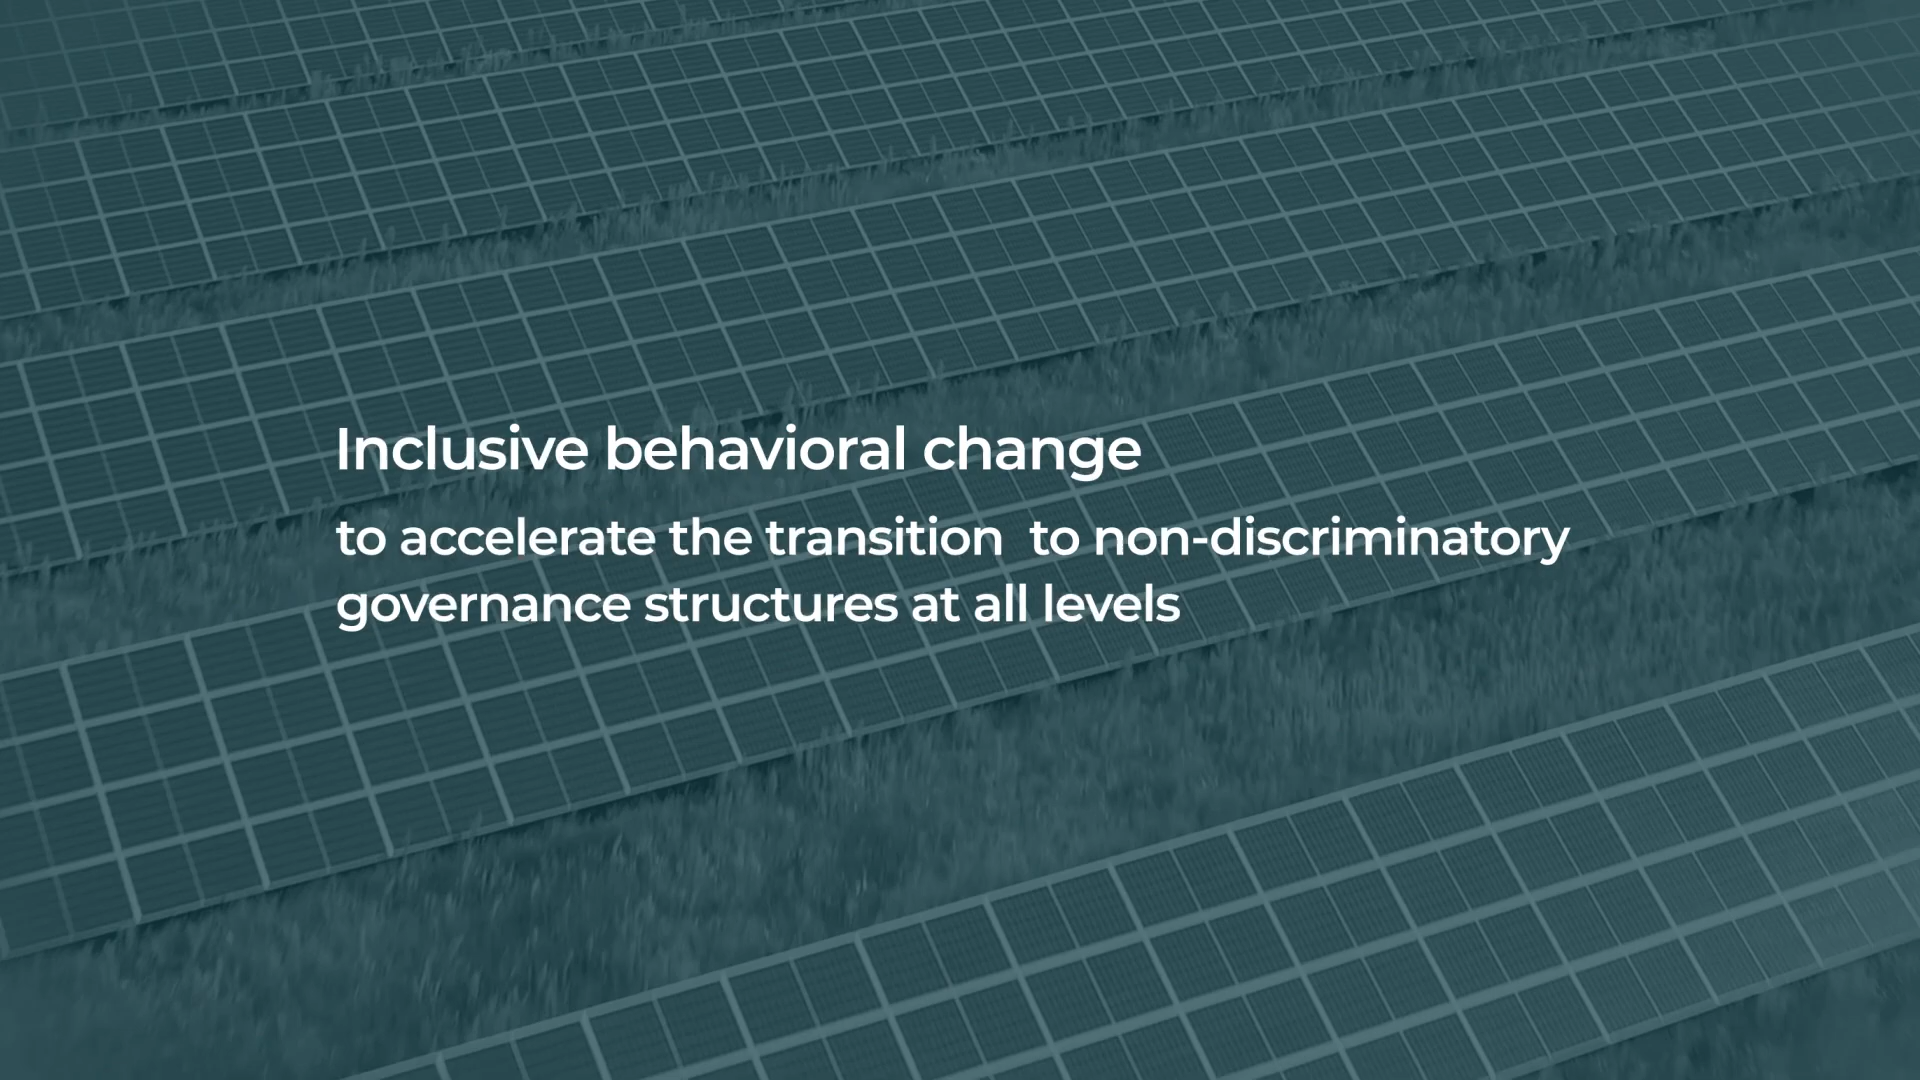 Inclusive behavioral change
to accelerate the transition  to non-discriminatory
governance structures at all levels